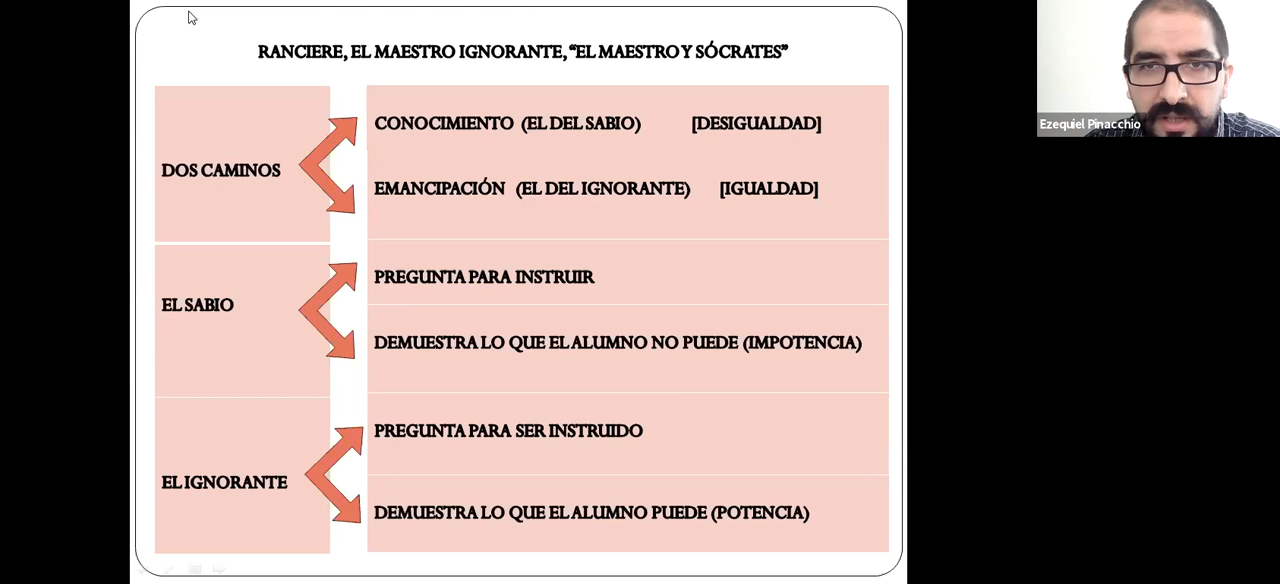 RANCIERE, EL MAESTRO IGNORANTE, “EL MAESTRO Y SÓCRATES”
DOS CAMINOS
CONOCIMIENTO (EL DEL SABIO) [DESIGUALDAD]
EMANCIPACIÓN (EL DEL IGNORANTE) [IGUALDAD]
EL SABIO
PREGUNTA PARA INSTRUIR
DEMUESTRA LO QUE EL ALUMNO NO PUEDE (IMPOTENCIA)
EL IGNORANTE
PREGUNTA PARA SER INSTRUIDO
DEMUESTRA LO QUE EL ALUMNO PUEDE (POTENCIA)
Ezequiel Pinacchio